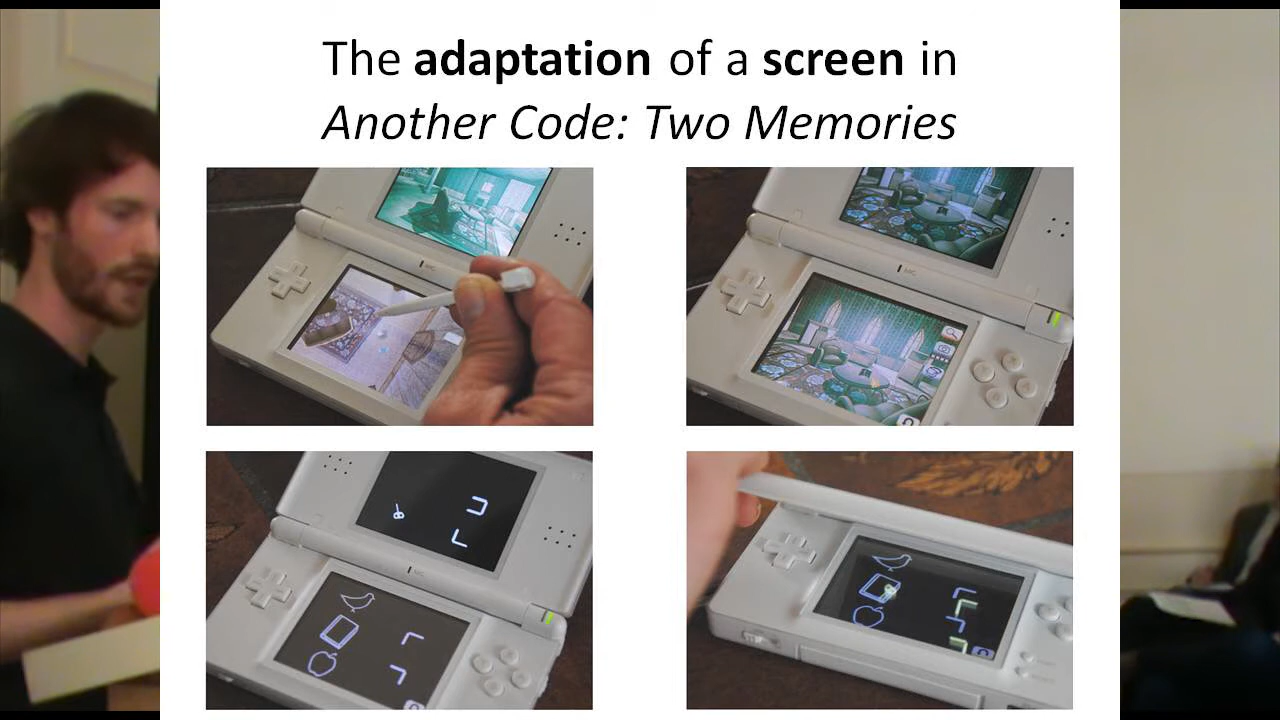 The adaptation of a screen in
Another Code: Two Memories